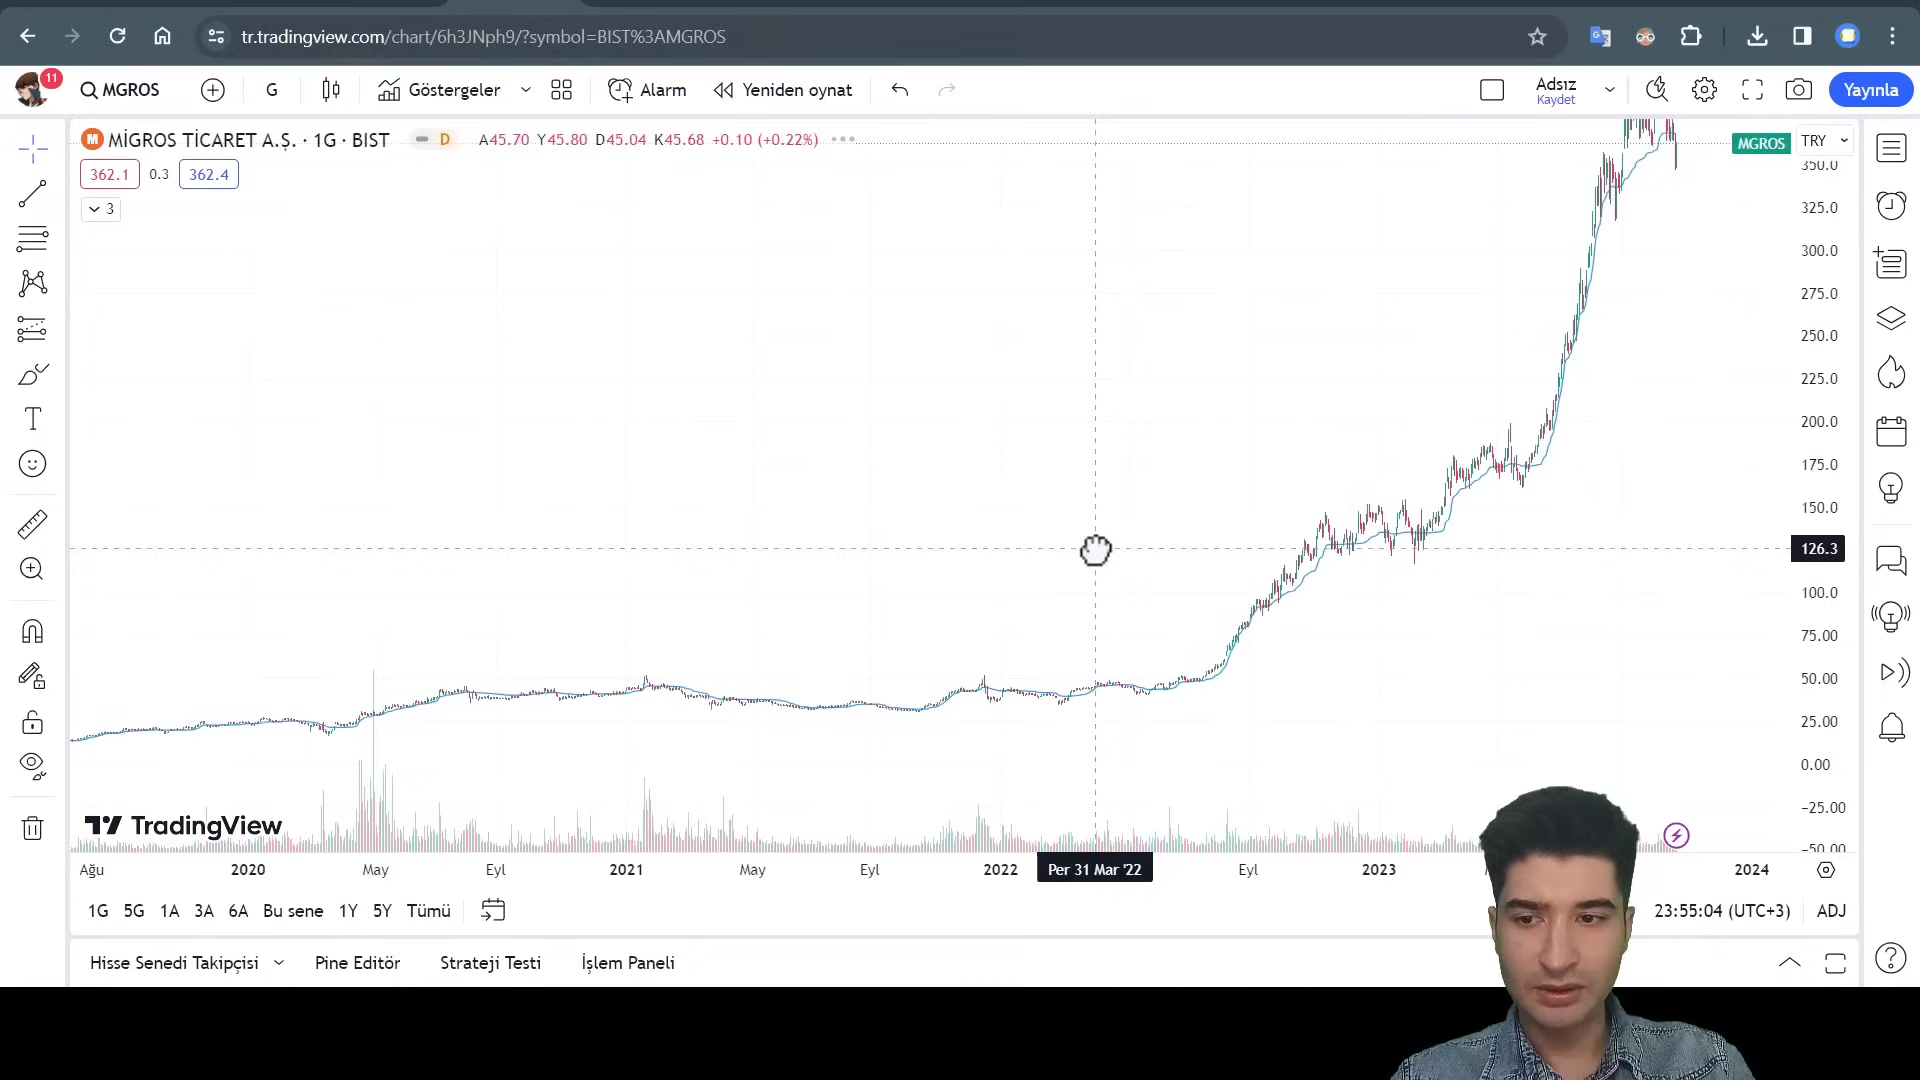 tr.tradingview.com/chart/6h3JNph9/?symbol=BIST%3AMGROS
11
MGROS
G
Göstergeler
Alarm
Yeniden oynat
Adsız
Kaydet
Yayınla
M
MİGROS TİCARET A.Ş. · 1G · BIST
D
A45.70 Y45.80 D45.04 K45.68 +0.10 (+0.22%)
MGROS
TRY
362.1
0.3
362.4
3
350.0
325.0
300.0
275.0
250.0
225.0
200.0
175.0
150.0
126.3
100.0
75.00
50.00
25.00
0.00
−25.00
−50.00
TradingView
Ağu
2020
May
Eyl
2021
May
Eyl
2022
Per 31 Mar '22
Eyl
2023
2024
1G
5G
1A
3A
6A
Bu sene
1Y
5Y
Tümü
23:55:04 (UTC+3)
ADJ
Hisse Senedi Takipçisi
Pine Editör
Strateji Testi
İşlem Paneli